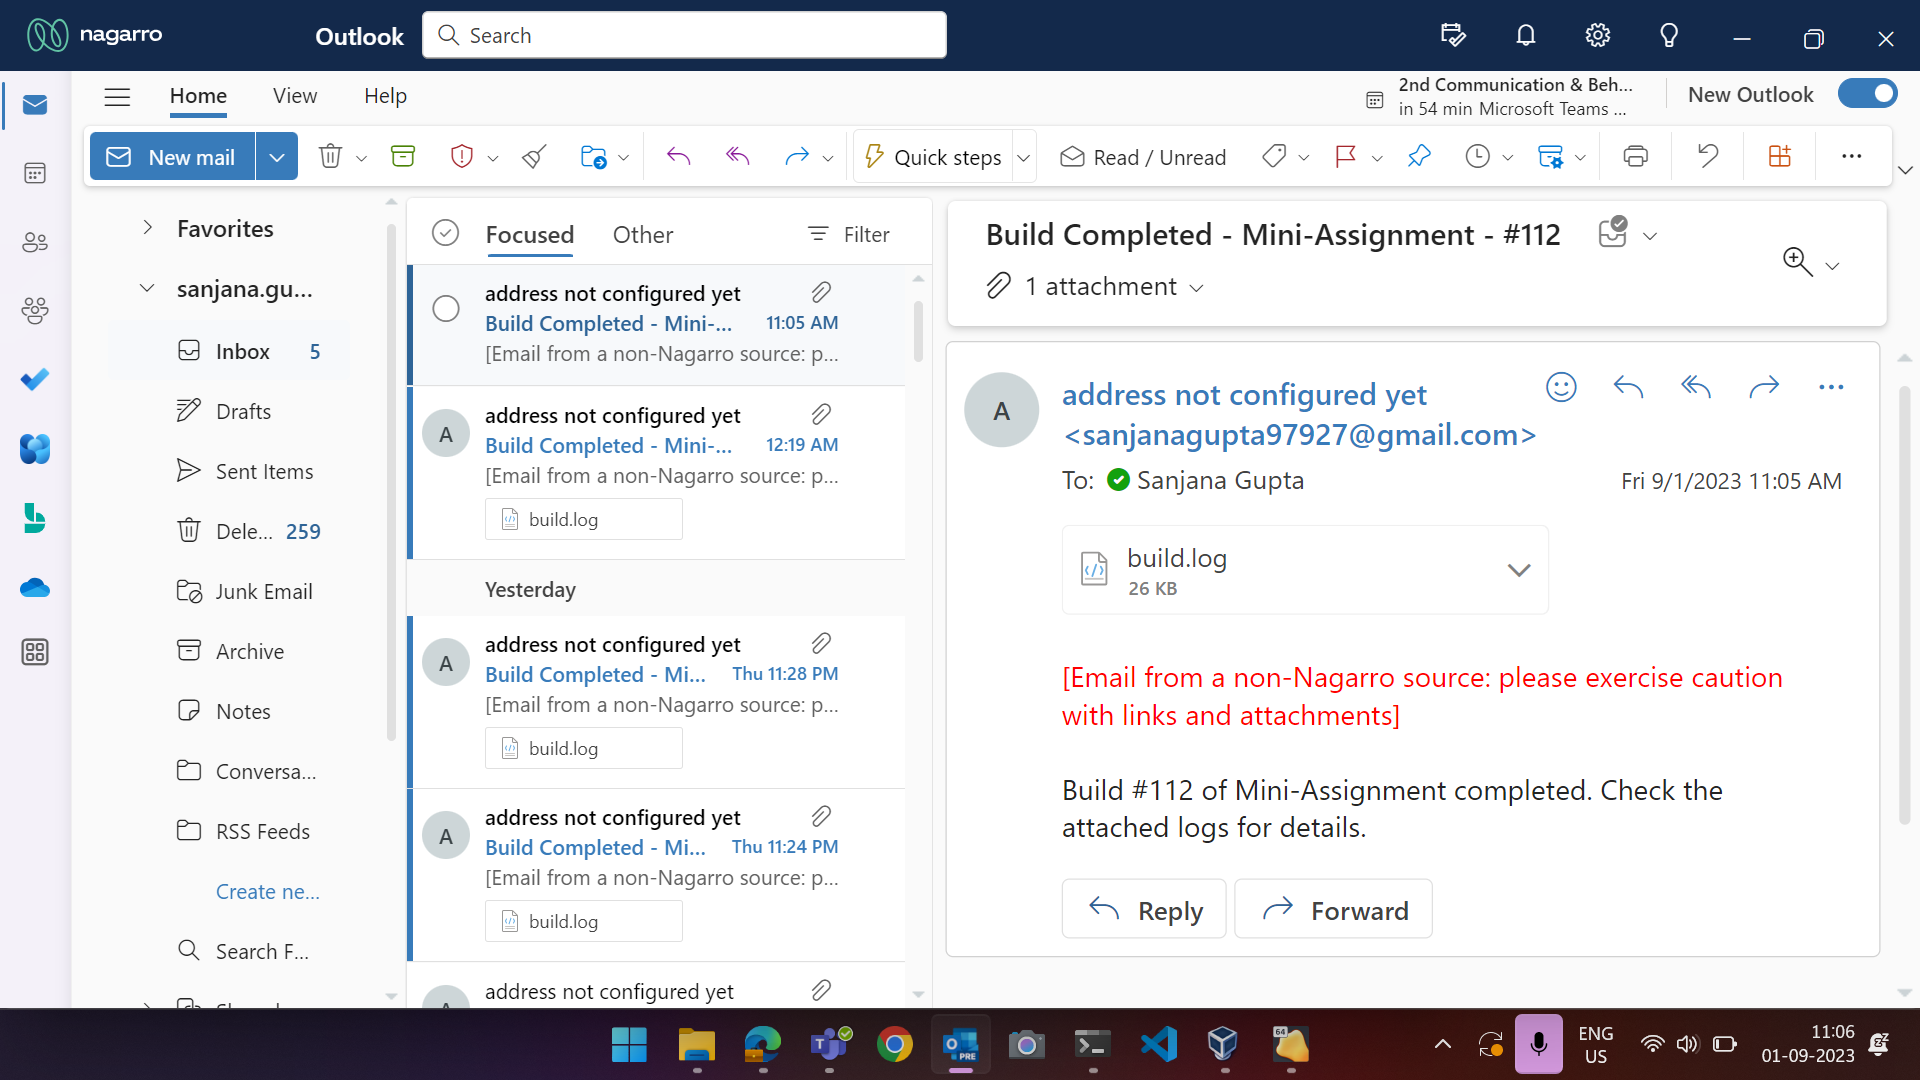 nagarro
Outlook
Search
Home
View
Help
2nd Communication & Beh...
in 54 min Microsoft Teams ...
New Outlook
New mail
Quick steps
Read / Unread
Favorites
sanjana.gu...
Inbox 5
Drafts
Sent Items
Dele... 259
Junk Email
Archive
Notes
Conversa...
RSS Feeds
Create ne...
Search F...
Focused
Other
Filter
address not configured yet
Build Completed - Mini-... 11:05 AM
[Email from a non-Nagarro source: p...
A
address not configured yet
Build Completed - Mini-... 12:19 AM
[Email from a non-Nagarro source: p...
build.log
Yesterday
A
address not configured yet
Build Completed - Mi... Thu 11:28 PM
[Email from a non-Nagarro source: p...
build.log
A
address not configured yet
Build Completed - Mi... Thu 11:24 PM
[Email from a non-Nagarro source: p...
build.log
address not configured yet
Build Completed - Mini-Assignment - #112
1 attachment
A
address not configured yet
<sanjanagupta97927@gmail.com>
To: Sanjana Gupta
Fri 9/1/2023 11:05 AM
build.log
26 KB
[Email from a non-Nagarro source: please exercise caution
with links and attachments]
Build #112 of Mini-Assignment completed. Check the
attached logs for details.
Reply
Forward
PRE
64
ENG
US
11:06
01-09-2023